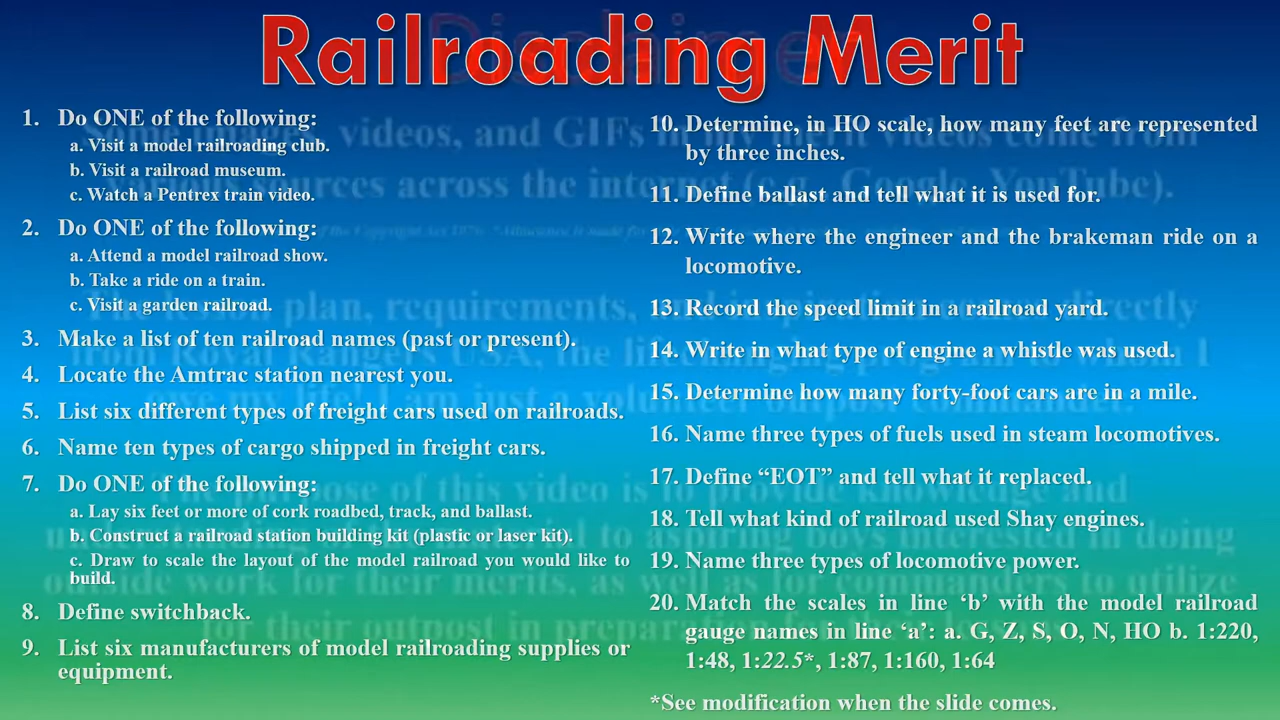 Railroading Merit
1. Do ONE of the following:
a. Visit a model railroading club.
b. Visit a railroad museum.
c. Watch a Pentrex train video.
2. Do ONE of the following:
a. Attend a model railroad show.
b. Take a ride on a train.
c. Visit a garden railroad.
3. Make a list of ten railroad names (past or present).
4. Locate the Amtrac station nearest you.
5. List six different types of freight cars used on railroads.
6. Name ten types of cargo shipped in freight cars.
7. Do ONE of the following:
a. Lay six feet or more of cork roadbed, track, and ballast.
b. Construct a railroad station building kit (plastic or laser kit).
c. Draw to scale the layout of the model railroad you would like to
build.
8. Define switchback.
9. List six manufacturers of model railroading supplies or
equipment.
10. Determine, in HO scale, how many feet are represented
by three inches.
11. Define ballast and tell what it is used for.
12. Write where the engineer and the brakeman ride on a
locomotive.
13. Record the speed limit in a railroad yard.
14. Write in what type of engine a whistle was used.
15. Determine how many forty-foot cars are in a mile.
16. Name three types of fuels used in steam locomotives.
17. Define “EOT” and tell what it replaced.
18. Tell what kind of railroad used Shay engines.
19. Name three types of locomotive power.
20. Match the scales in line ‘b’ with the model railroad
gauge names in line ‘a’: a. G, Z, S, O, N, HO b. 1:220,
1:48, 1:22.5*, 1:87, 1:160, 1:64
*See modification when the slide comes.